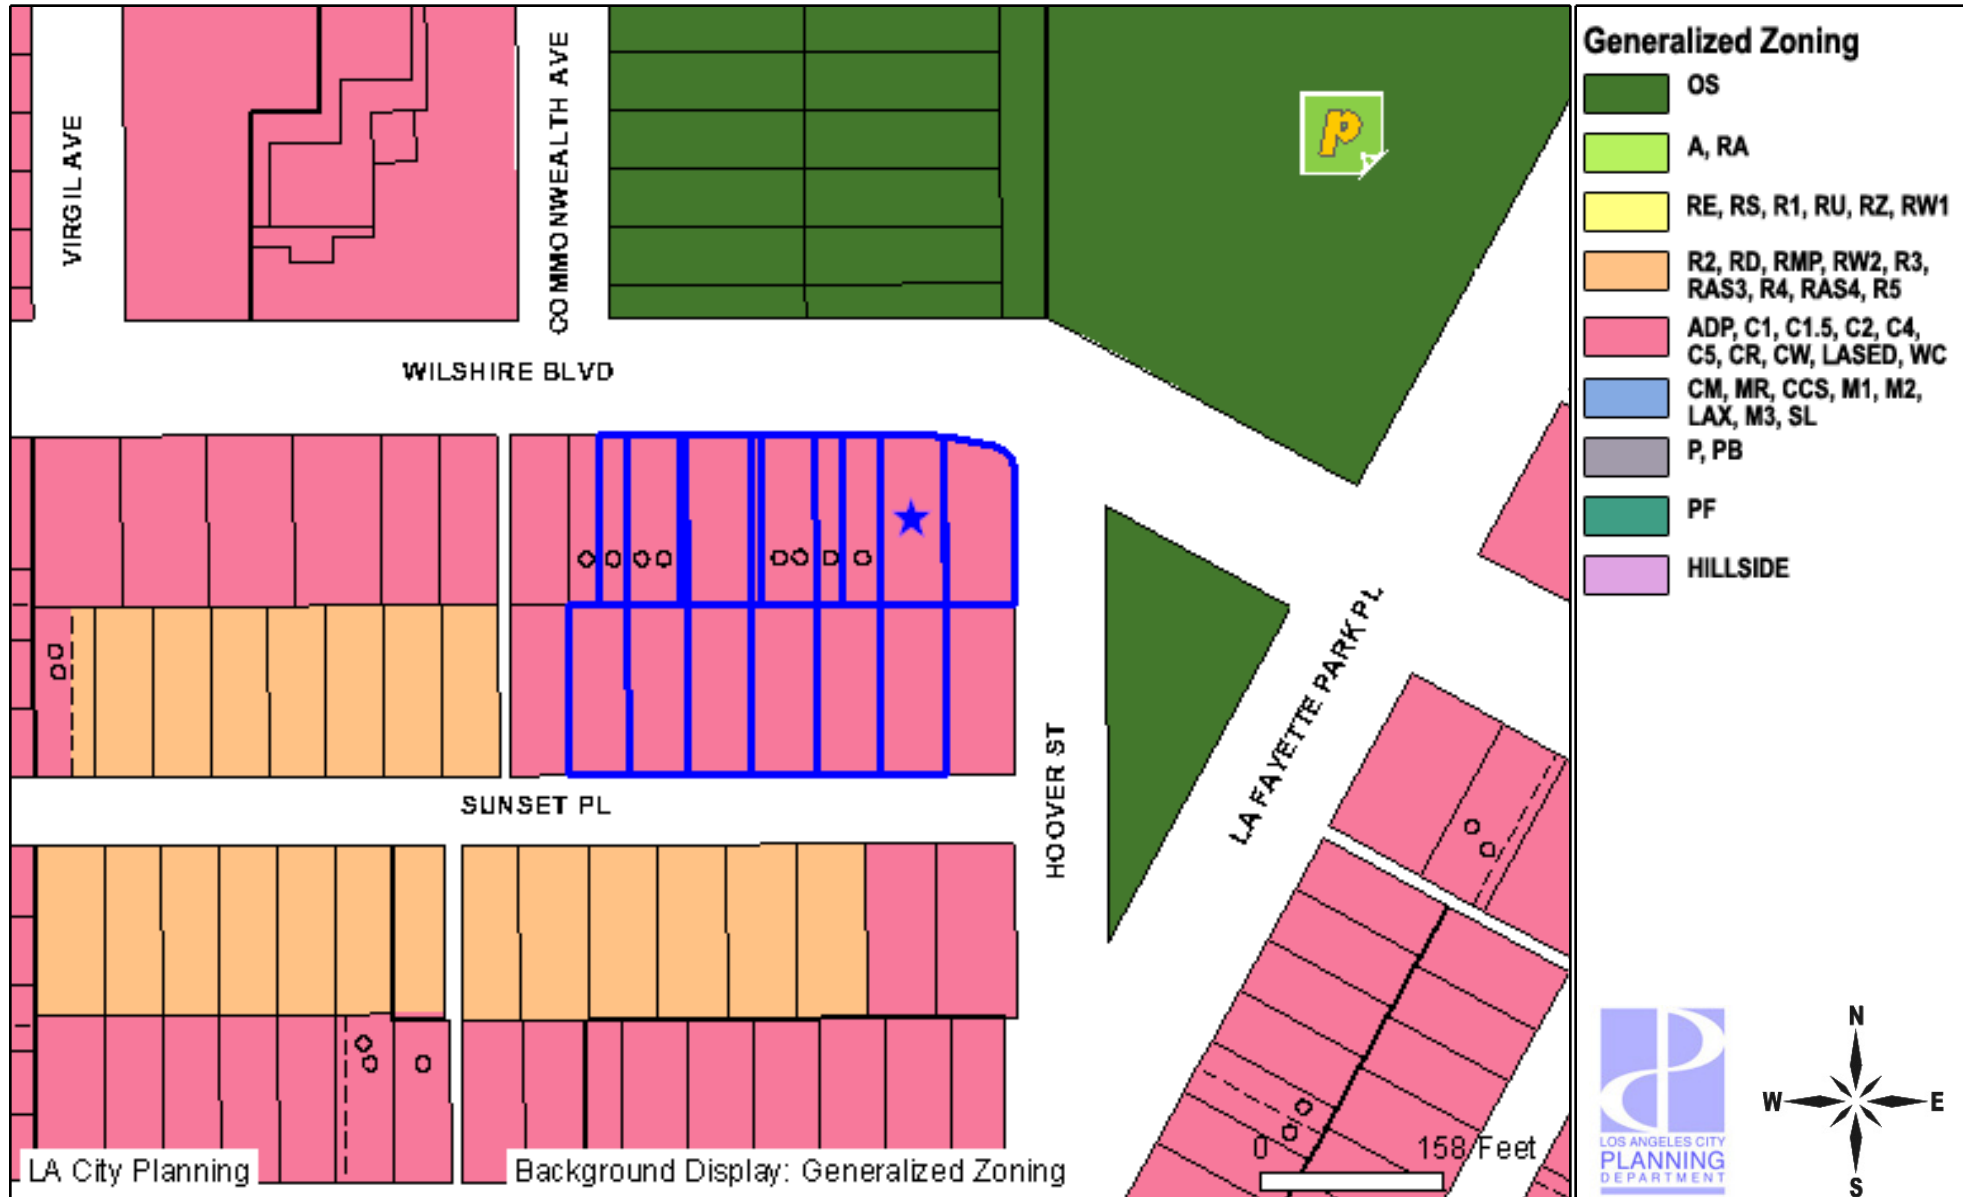 VIRGIL AVE
COMMONWEALTH AVE
P
WILSHIRE BLVD
SUNSET PL
HOOVER ST
LA FAYETTE PARK PL
LA City Planning
Background Display: Generalized Zoning
0
158 Feet
Generalized Zoning
OS
A, RA
RE, RS, R1, RU, RZ, RW1
R2, RD, RMP, RW2, R3,
RAS3, R4, RAS4, R5
ADP, C1, C1.5, C2, C4,
C5, CR, CW, LASED, WC
CM, MR, CCS, M1, M2,
LAX, M3, SL
P, PB
PF
HILLSIDE
LOS ANGELES CITY
PLANNING
DEPARTMENT
N
W
E
S